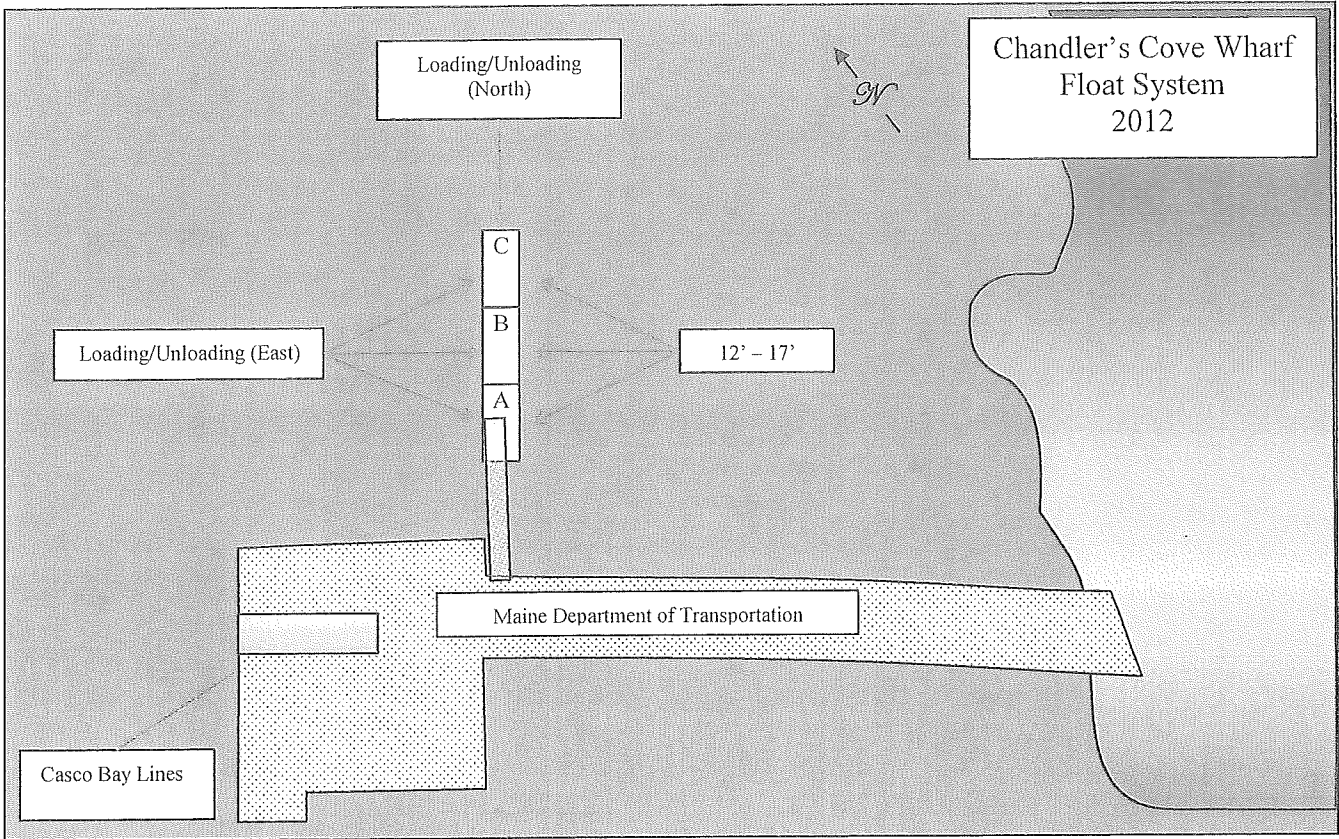 Chandler's Cove Wharf
Float System
2012
Loading/Unloading
(North)
N
C
B
A
Loading/Unloading (East)
12' – 17'
Maine Department of Transportation
Casco Bay Lines